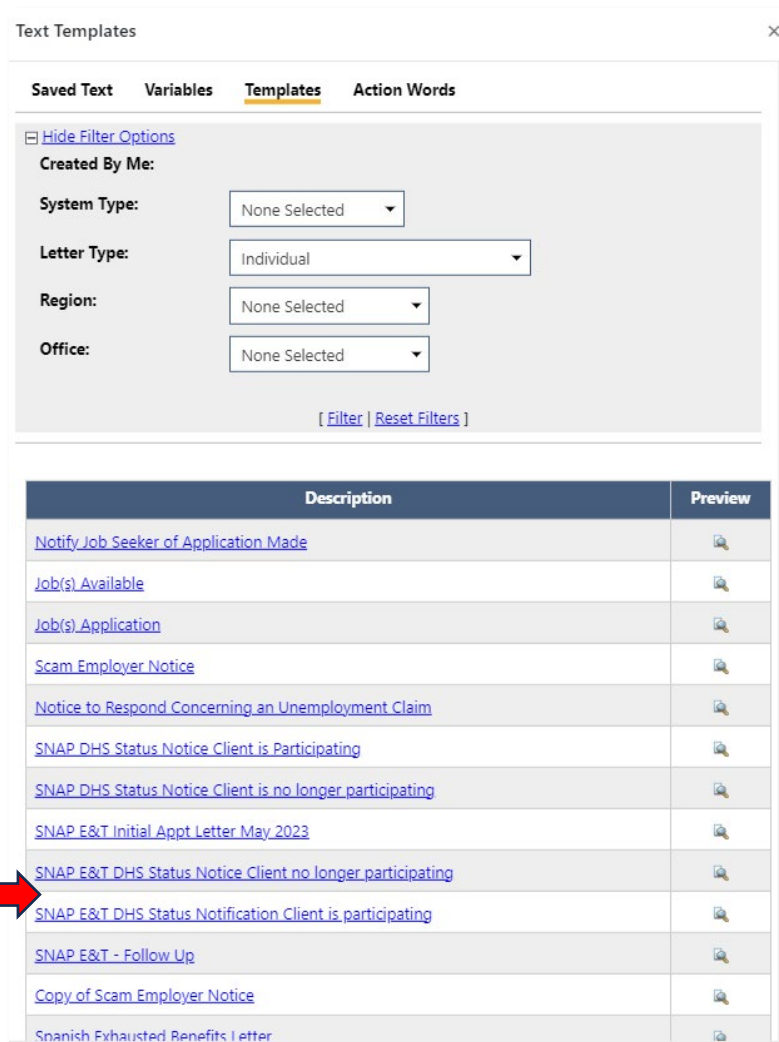 Text Templates
Saved Text Variables Templates Action Words
Hide Filter Options
Created By Me:
System Type: None Selected
Letter Type: Individual
Region: None Selected
Office: None Selected
[ Filter | Reset Filters ]
Description Preview
Notify Job Seeker of Application Made
Job(s) Available
Job(s) Application
Scam Employer Notice
Notice to Respond Concerning an Unemployment Claim
SNAP DHS Status Notice Client is Participating
SNAP DHS Status Notice Client is no longer participating
SNAP E&T Initial Appt Letter May 2023
SNAP E&T DHS Status Notice Client no longer participating
SNAP E&T DHS Status Notification Client is participating
SNAP E&T - Follow Up
Copy of Scam Employer Notice
Spanish Exhausted Benefits Letter